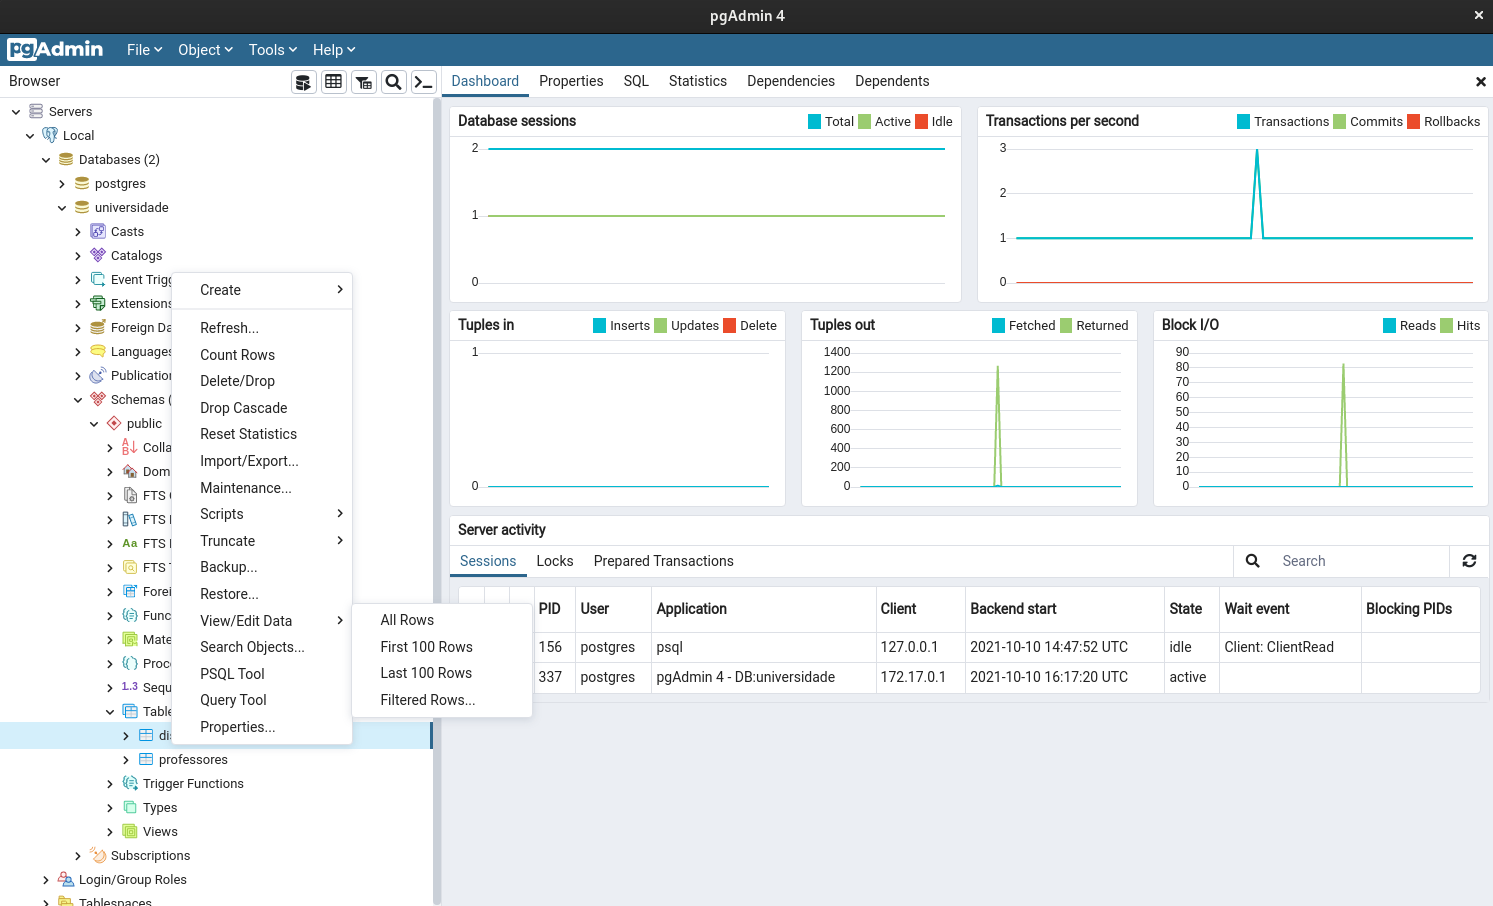 pgAdmin 4
pgAdmin File Object Tools Help
Browser
Dashboard Properties SQL Statistics Dependencies Dependents
Servers
Local
Databases (2)
postgres
universidade
Casts
Catalogs
Event Trigg
Extensions
Foreign Da
Languages
Publication
Schemas (
public
Colla
Dom
FTS
FTS
Aa FTS
FTS
Forei
Func
Mate
Proc
1.3 Sequ
Table
dis
professores
Trigger Functions
Types
Views
Subscriptions
Login/Group Roles
Tablespaces
Create
Refresh...
Count Rows
Delete/Drop
Drop Cascade
Reset Statistics
Import/Export...
Maintenance...
Scripts
Truncate
Backup...
Restore...
View/Edit Data
Search Objects...
PSQL Tool
Query Tool
Properties...
All Rows
First 100 Rows
Last 100 Rows
Filtered Rows...
Database sessions Total Active Idle
2
1
0
Transactions per second Transactions Commits Rollbacks
3
2
1
0
Tuples in Inserts Updates Delete
1
0
Tuples out Fetched Returned
1400
1200
1000
800
600
400
200
0
Block I/O Reads Hits
90
80
70
60
50
40
30
20
10
0
Server activity
Sessions Locks Prepared Transactions Search
PID User Application Client Backend start State Wait event Blocking PIDs
156 postgres psql 127.0.0.1 2021-10-10 14:47:52 UTC idle Client: ClientRead
337 postgres pgAdmin 4 - DB:universidade 172.17.0.1 2021-10-10 16:17:20 UTC active